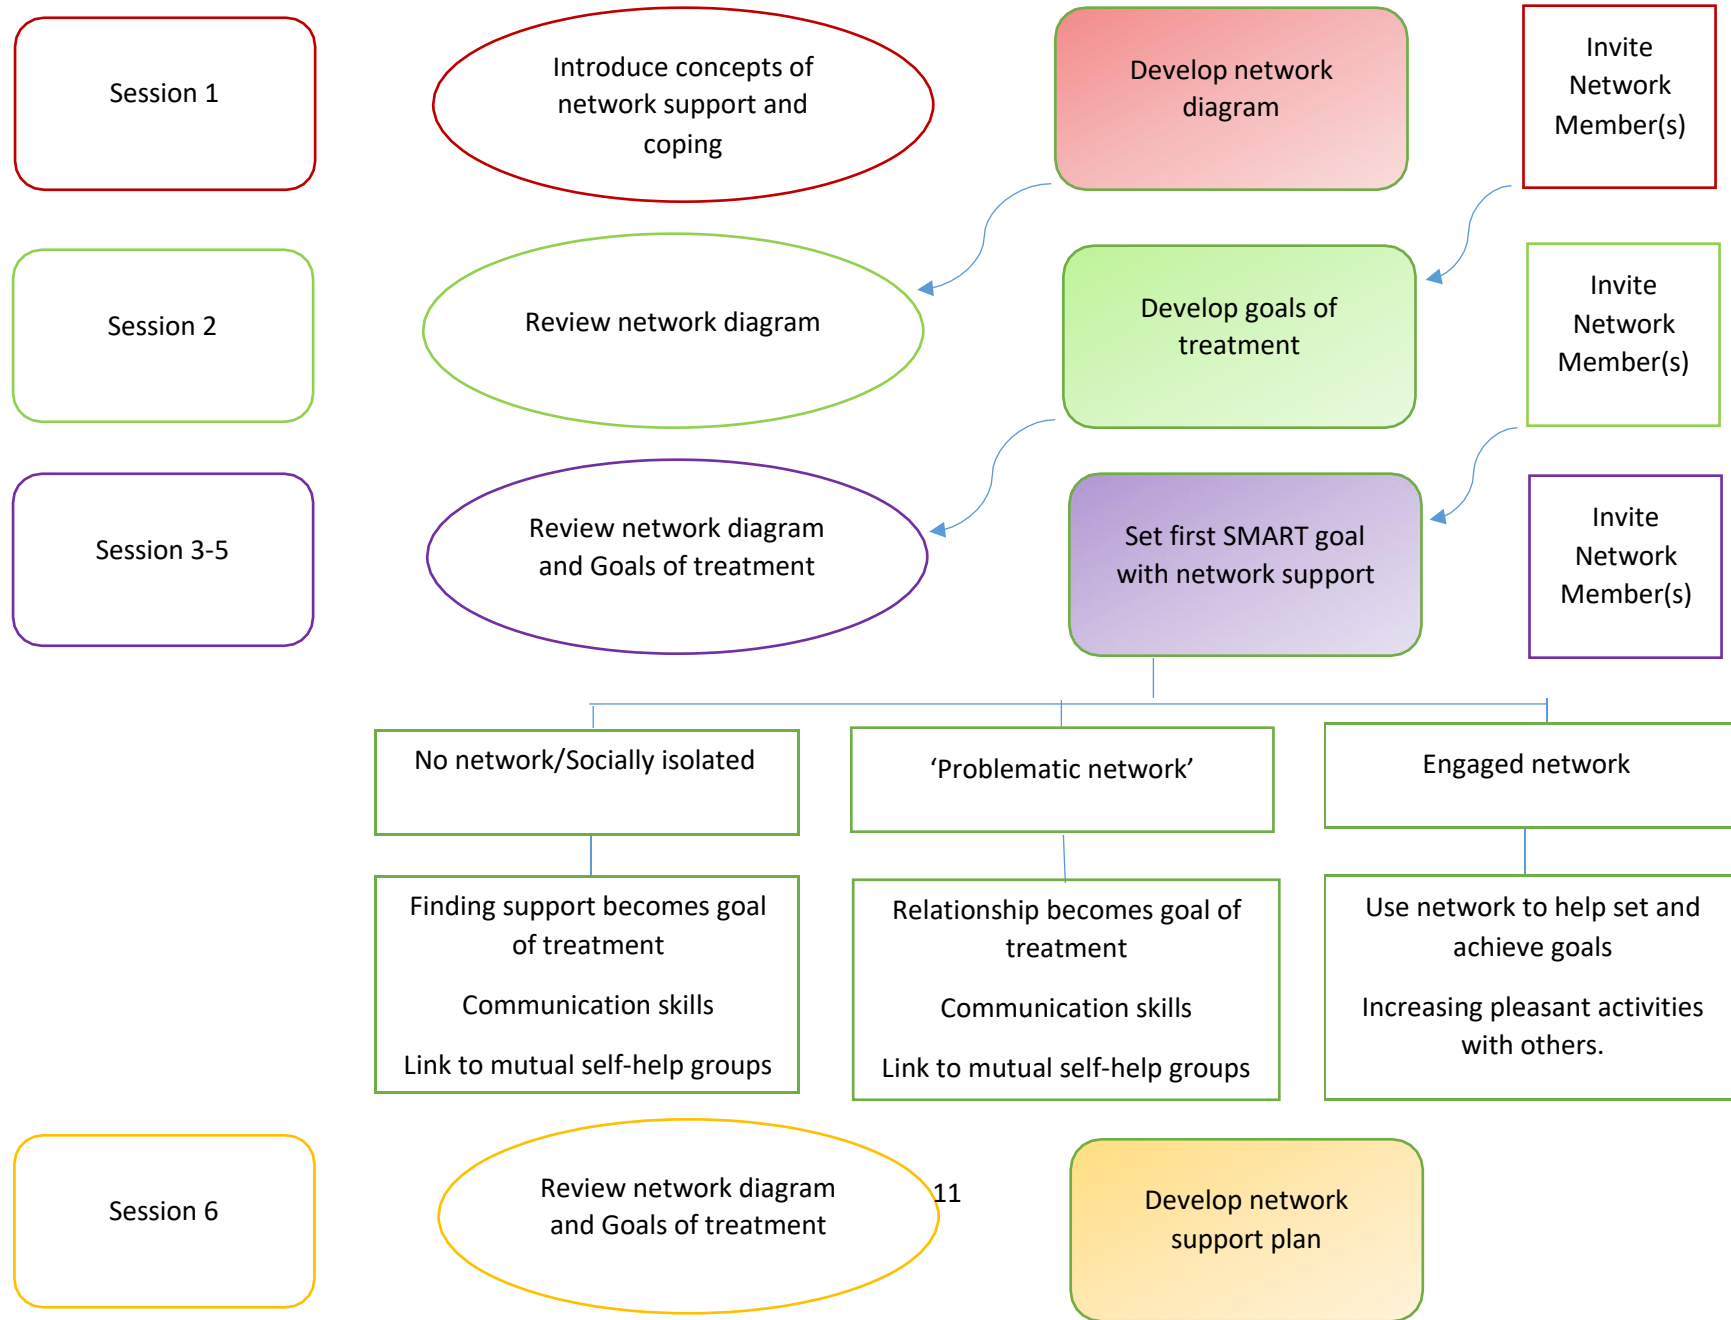 Session 1
Introduce concepts of
network support and
coping
Develop network
diagram
Invite
Network
Member(s)
Session 2
Review network diagram
Develop goals of
treatment
Invite
Network
Member(s)
Session 3-5
Review network diagram
and Goals of treatment
Set first SMART goal
with network support
Invite
Network
Member(s)
No network/Socially isolated
‘Problematic network’
Engaged network
Finding support becomes goal
of treatment
Communication skills
Link to mutual self-help groups
Relationship becomes goal of
treatment
Communication skills
Link to mutual self-help groups
Use network to help set and
achieve goals
Increasing pleasant activities
with others.
Session 6
Review network diagram
and Goals of treatment
11
Develop network
support plan